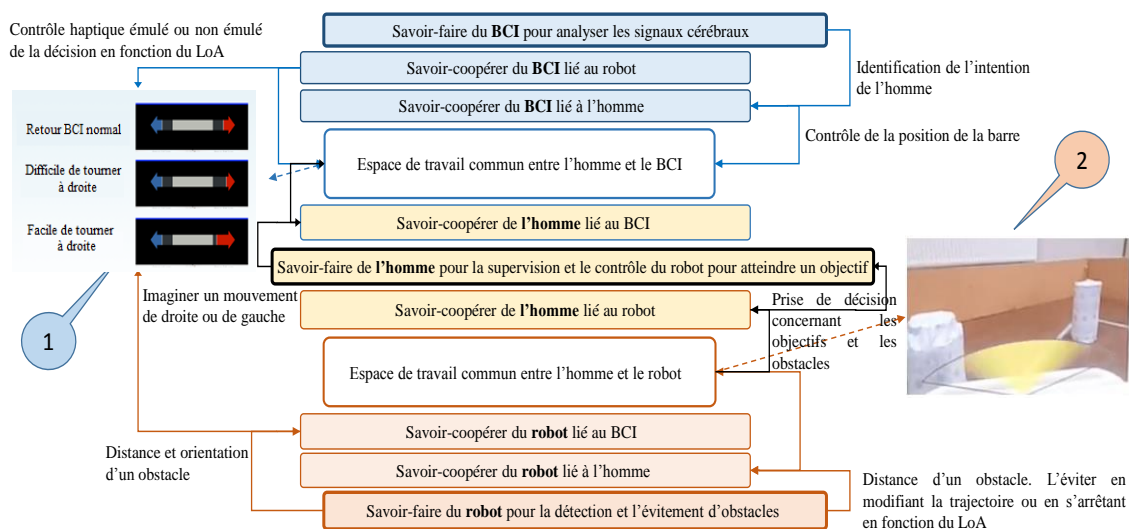 Contrôle haptique émulé ou non émulé
de la décision en fonction du LoA
Savoir-faire du BCI pour analyser les signaux cérébraux
Savoir-coopérer du BCI lié au robot
Identification de l'intention
de l'homme
Savoir-coopérer du BCI lié à l'homme
Retour BCI normal
Contrôle de la position de la barre
Espace de travail commun entre l'homme et le BCI
Difficile de tourner
à droite
2
Savoir-coopérer de l'homme lié au BCI
Facile de tourner
à droite
Savoir-faire de l'homme pour la supervision et le contrôle du robot pour atteindre un objectif
Imaginer un mouvement
de droite ou de gauche
1
Savoir-coopérer de l'homme lié au robot
Prise de décision
concernant les
objectifs et les
obstacles
Espace de travail commun entre l'homme et le robot
Savoir-coopérer du robot lié au BCI
Distance et orientation
d'un obstacle
Savoir-coopérer du robot lié à l'homme
Savoir-faire du robot pour la détection et l'évitement d'obstacles
Distance d'un obstacle. L'éviter en
modifiant la trajectoire ou en s'arrêtant
en fonction du LoA